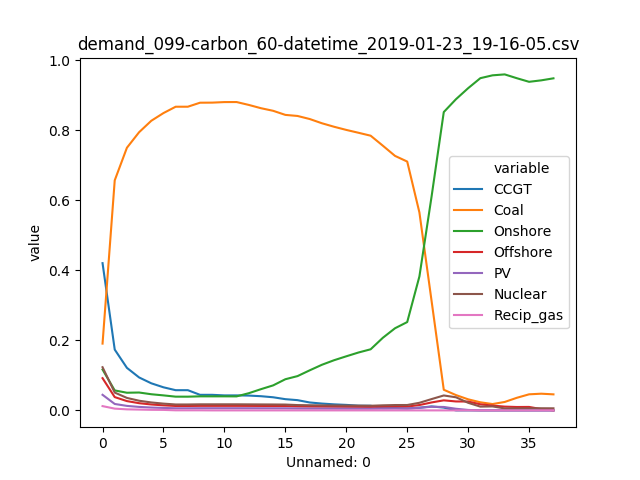 demand_099-carbon_60-datetime_2019-01-23_19-16-05.csv
1.0
0.8
0.6
0.4
0.2
0.0
value
variable
CCGT
Coal
Onshore
Offshore
PV
Nuclear
Recip_gas
0 5 10 15 20 25 30 35
Unnamed: 0